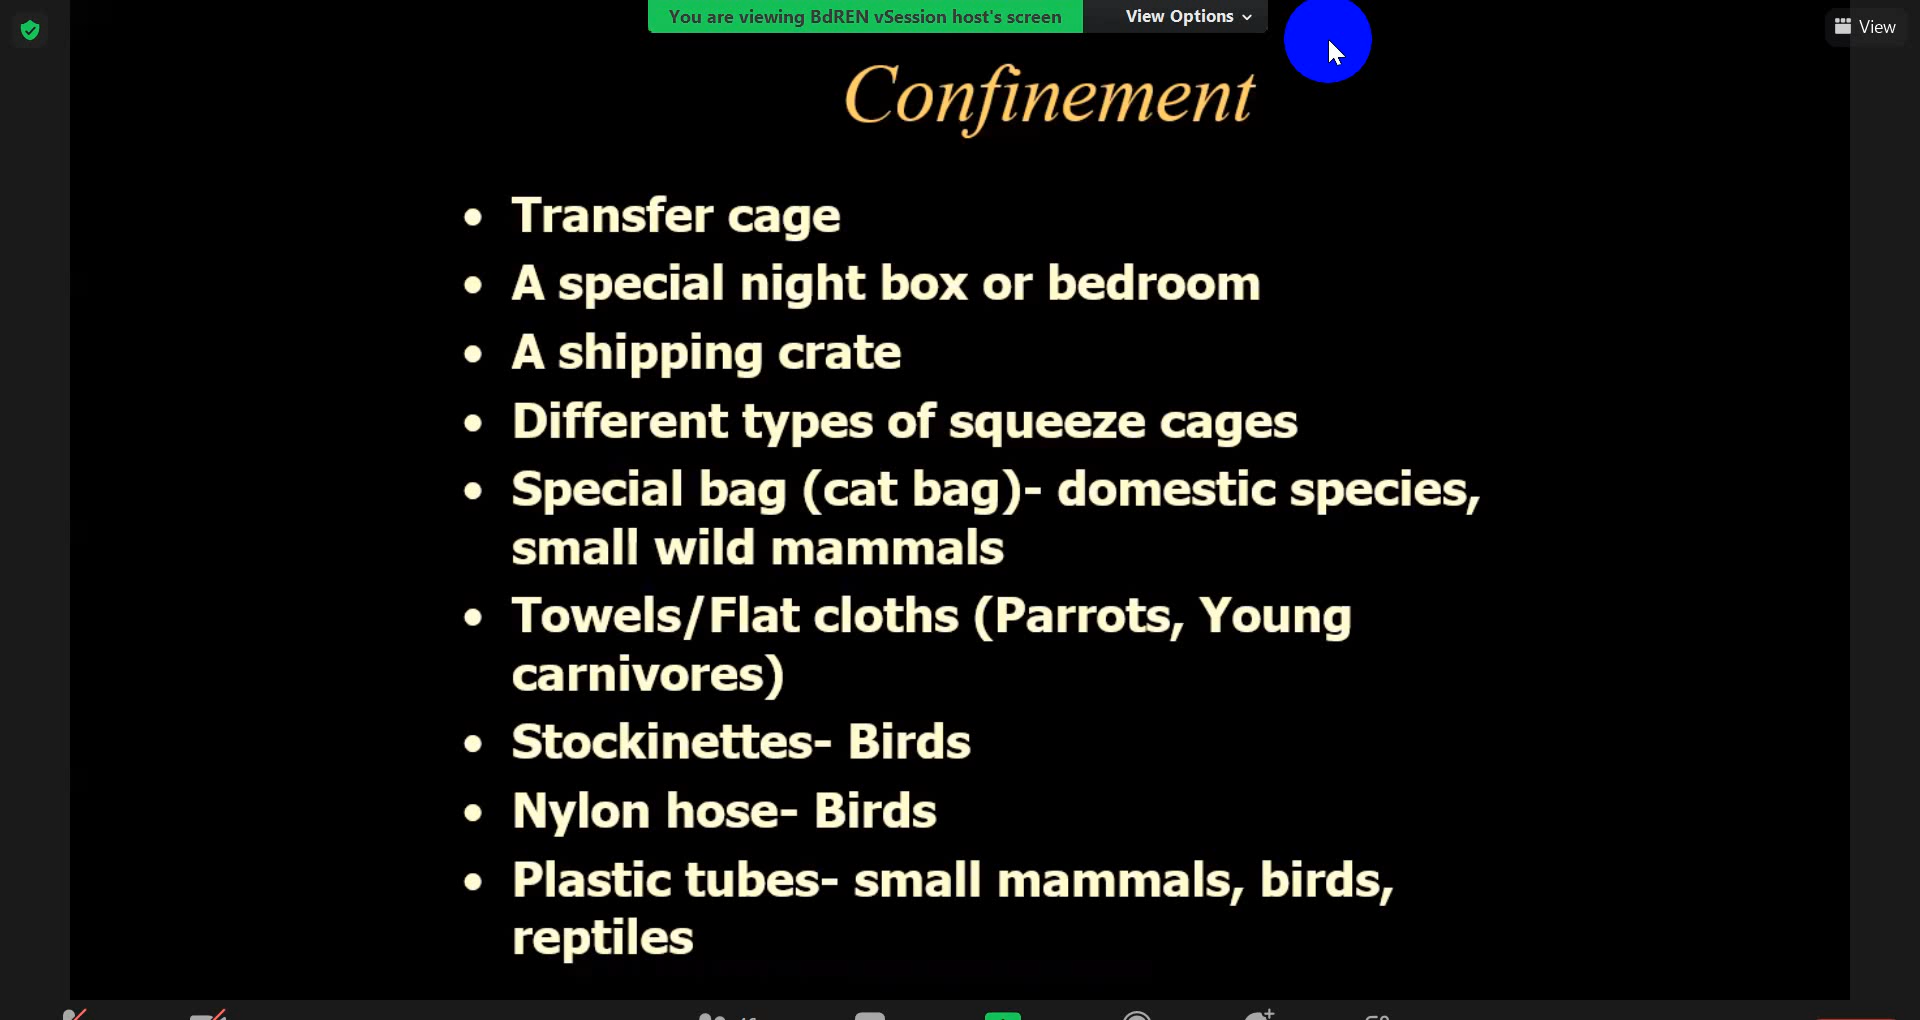 You are viewing BdREN vSession host's screen
View Options
View
Confinement
• Transfer cage
• A special night box or bedroom
• A shipping crate
• Different types of squeeze cages
• Special bag (cat bag)- domestic species,
small wild mammals
• Towels/Flat cloths (Parrots, Young
carnivores)
• Stockinettes- Birds
• Nylon hose- Birds
• Plastic tubes- small mammals, birds,
reptiles